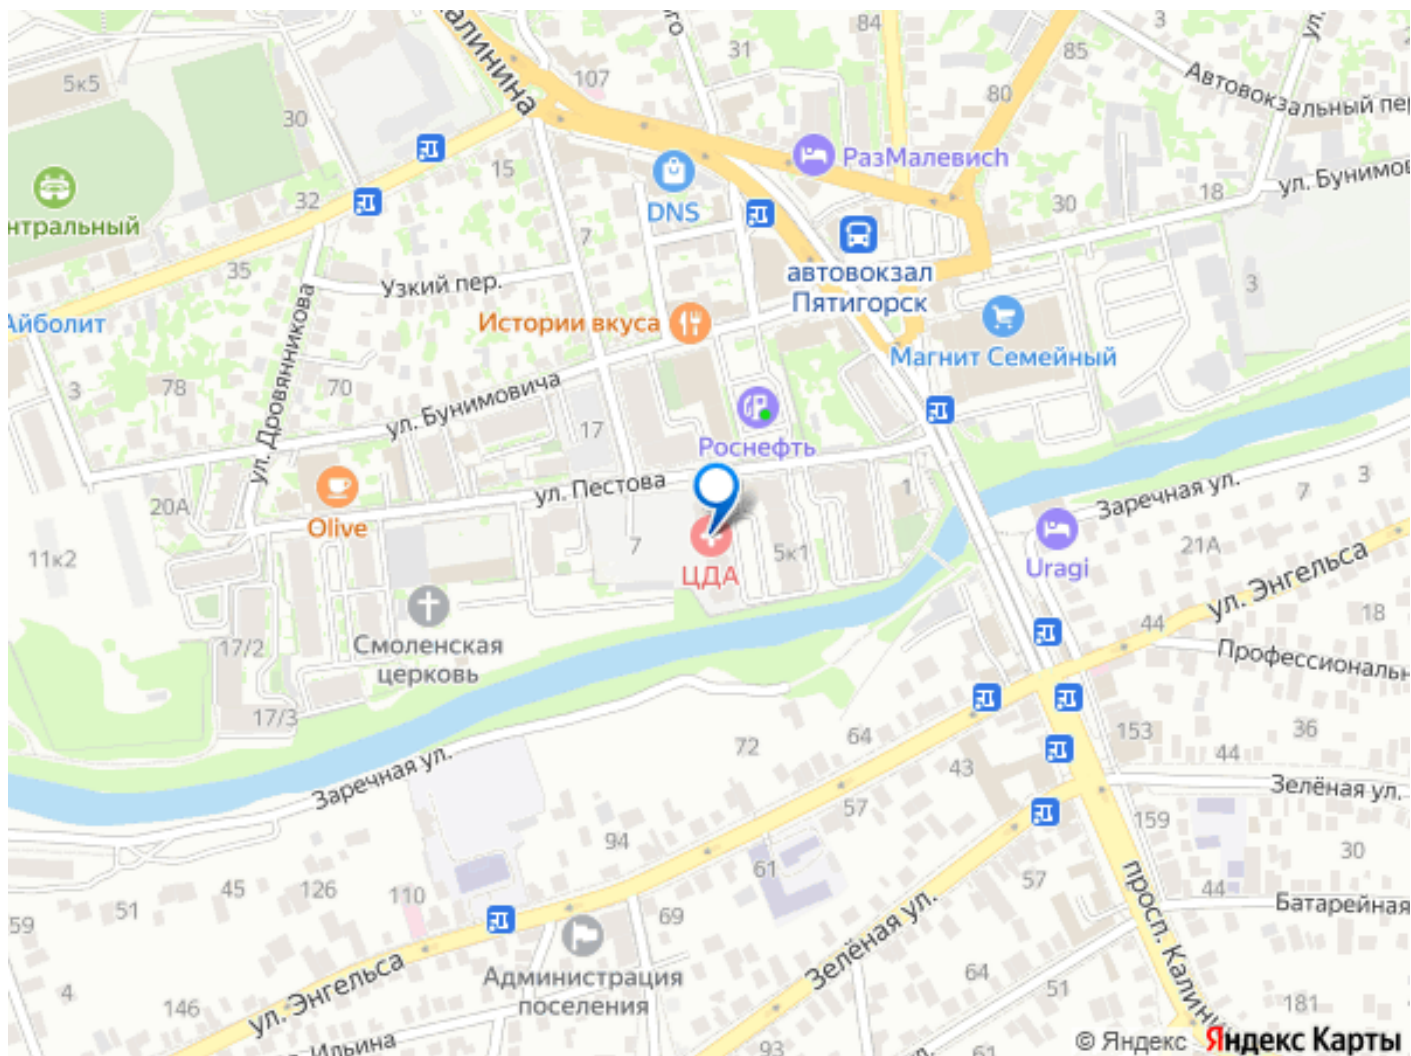 алинина
84
3
ул.
31
85
5к5
107
80
Автовокзальный пер
30
РазМалевич
15
ул. Бунимов
DNS
32
18
30
нтральный
7
автовокзал
Пятигорск
35
Узкий пер.
3
Айболит
Истории вкуса
Магнит Семейный
ул. Дровянникова
3
78
70
ул. Бунимовича
17
Роснефть
ул. Пестова
1
Заречная ул.
7
3
20А
Olive
11к2
7
ЦДА
5к1
Uragi
21А
ул. Энгельса
18
44
Смоленская
церковь
17/2
Профессиональн
17/3
72
64
153
36
44
43
Заречная ул.
57
Зелёная ул.
94
159
30
61
45
126
110
51
59
57
44
Батарейная
69
Зелёная ул.
просп. Калини
Администрация
поселения
4
146
ул. Энгельса
64
51
181
Ильина
93
61
© Яндекс Яндекс Карты